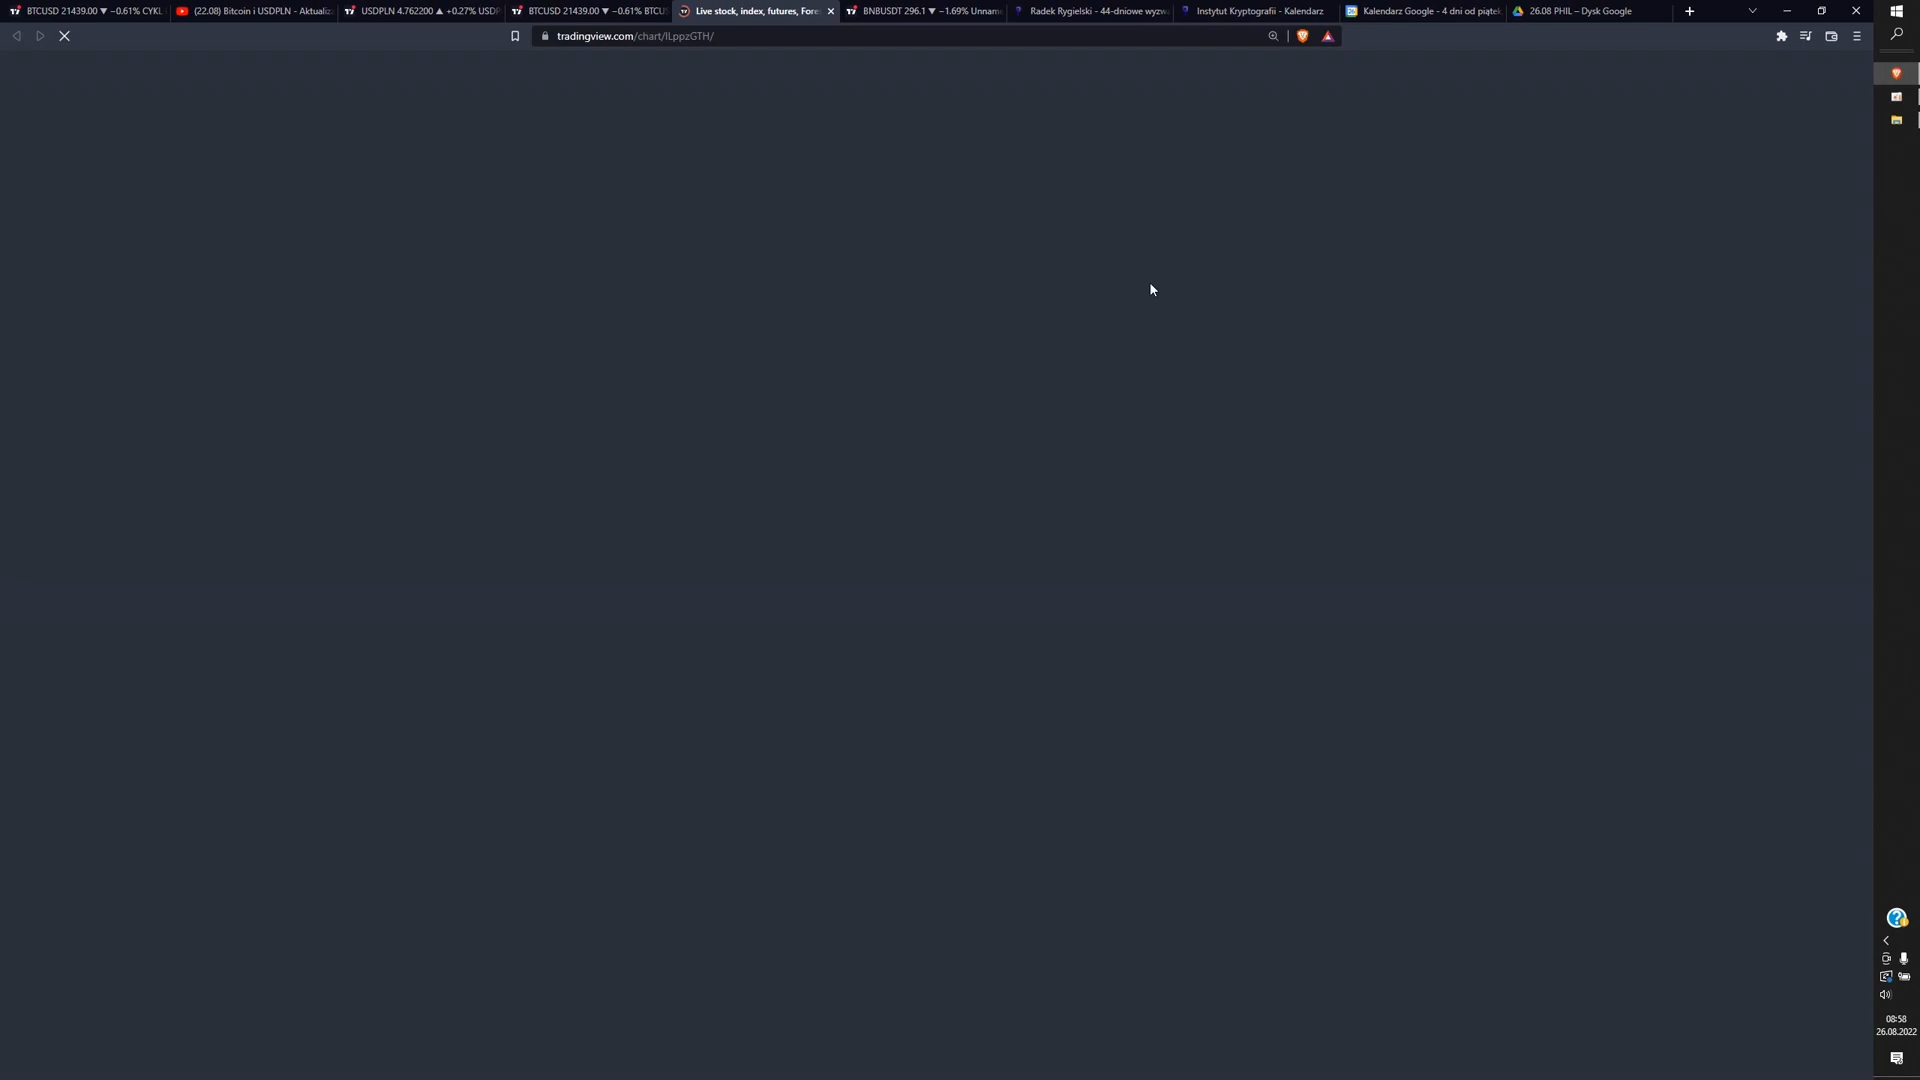 BTCUSD 21439.00 ▼ −0.61% CYKL
(22.08) Bitcoin i USDPLN - Aktualiz
USDPLN 4.762200 ▲ +0.27% USDP
BTCUSD 21439.00 ▼ −0.61% BTCUS
Live stock, index, futures, Fore
BNBUSDT 296.1 ▼ −1.69% Unnam
Radek Rygielski - 44-dniowe wyzw
Instytut Kryptografii - Kalendarz
Kalendarz Google - 4 dni od piątek
26.08 PHIL – Dysk Google
tradingview.com/chart/lLppzGTH/
08:58
26.08.2022